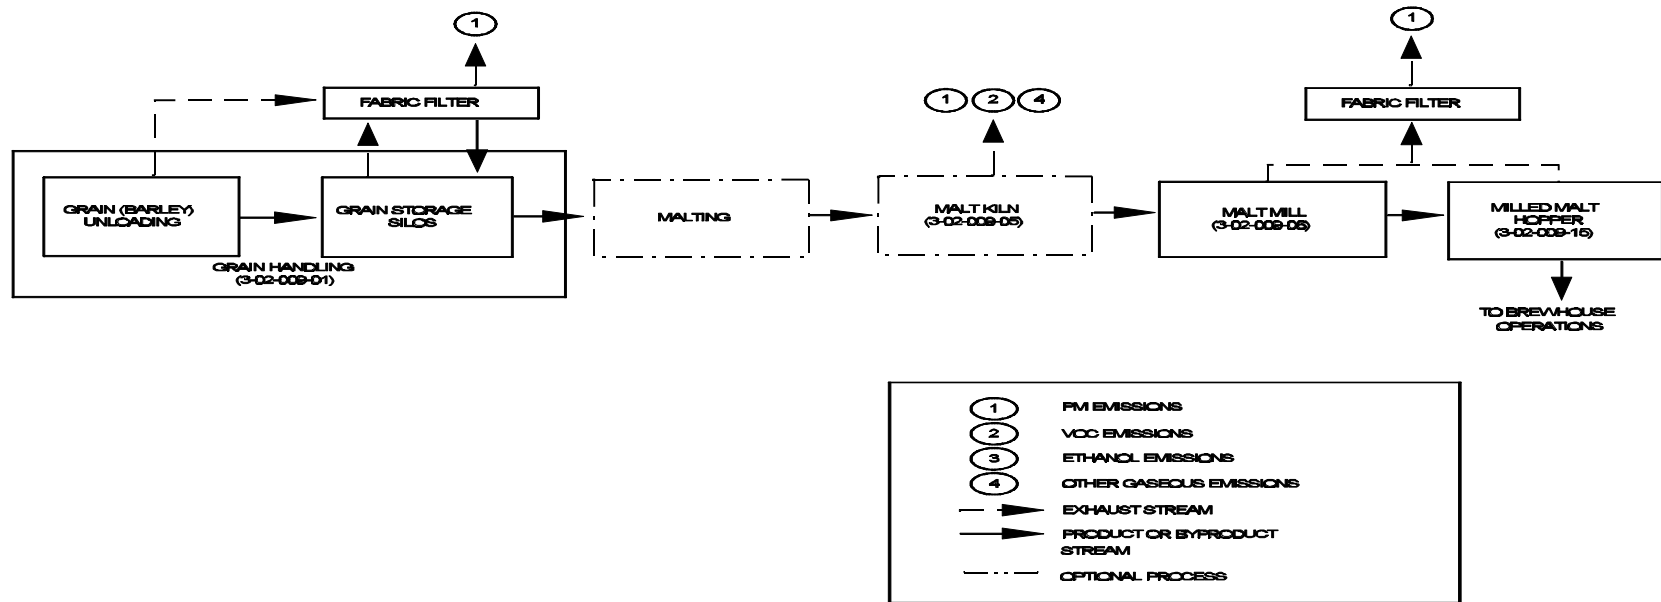 1
1
FABRIC FILTER
1 2 4
FABRIC FILTER
GRAIN (BARLEY)
UNLOADING
GRAIN STORAGE
SILOS
GRAIN HANDLING
(3-02-009-01)
MALTING
MALT KILN
(3-02-009-05)
MALT MILL
(3-02-009-06)
MILLED MALT
HOPPER
(3-02-009-15)
TO BREWHOUSE
OPERATIONS
1 PM EMISSIONS
2 VOC EMISSIONS
3 ETHANOL EMISSIONS
4 OTHER GASEOUS EMISSIONS
EXHAUST STREAM
PRODUCT OR BYPRODUCT
STREAM
OPTIONAL PROCESS